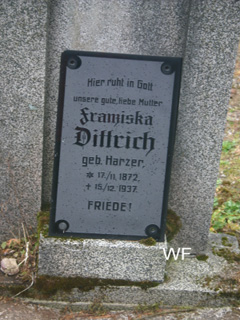 Hier ruht in Gott
unsere gute, liebe Mutter
Franziska
Dittrich
geb. Harzer,
* 17./11. 1872,
† 15./12. 1937.
FRIEDE!
WF